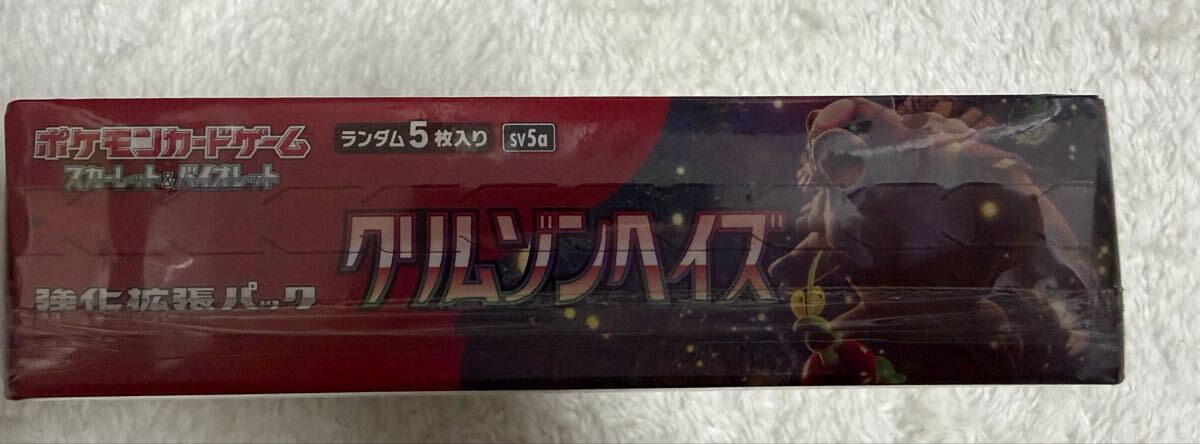 ポケモンカードゲーム
スカーレット&バイオレット
ランダム5枚入り sv5a
クリムゾンヘイズ
強化拡張パック